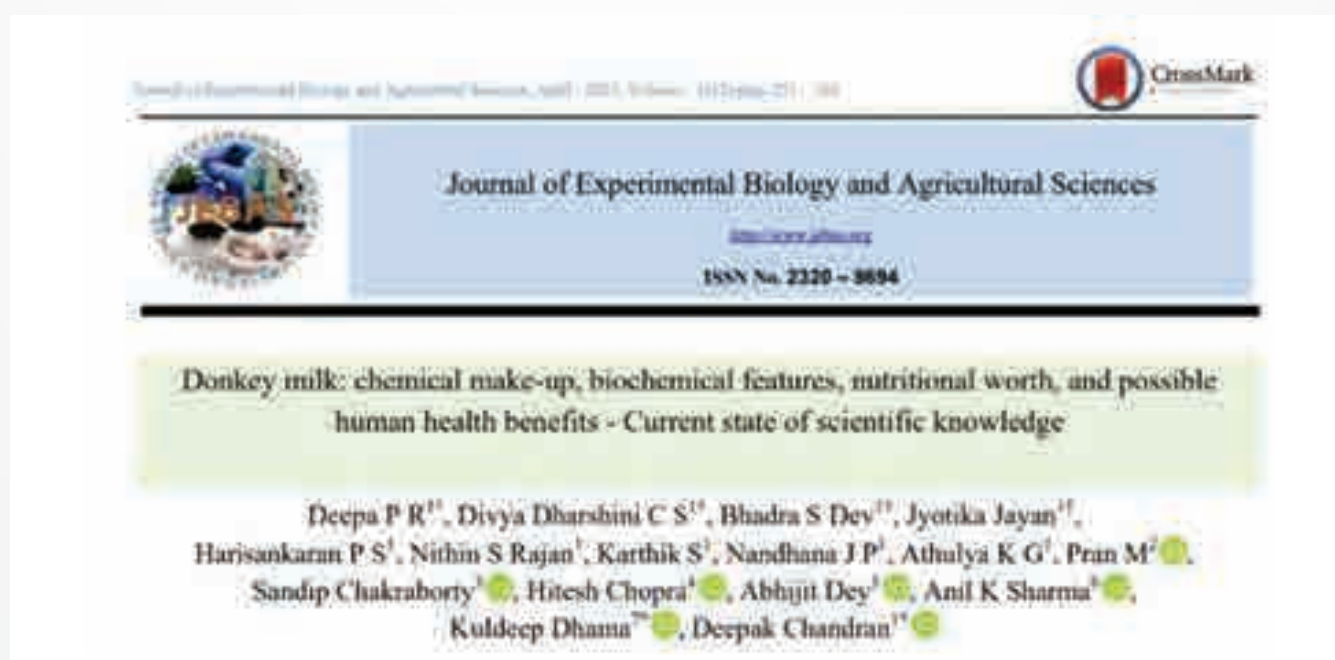 CrossMark
Journal of Experimental Biology and Agricultural Sciences
ISSN No. 2320 – 8694
Donkey milk: chemical make-up, biochemical features, nutritional worth, and possible
human health benefits - Current state of scientific knowledge
Deepa P R, Divya Dharshini C S, Bhadra S Dev, Jyotika Jayan,
Harisankaran P S, Nithin S Rajan, Karthik S, Nandhana J P, Athulya K G, Pran M,
Sandip Chakraborty, Hitesh Chopra, Abhijit Dey, Anil K Sharma,
Kuldeep Dhama, Deepak Chandran